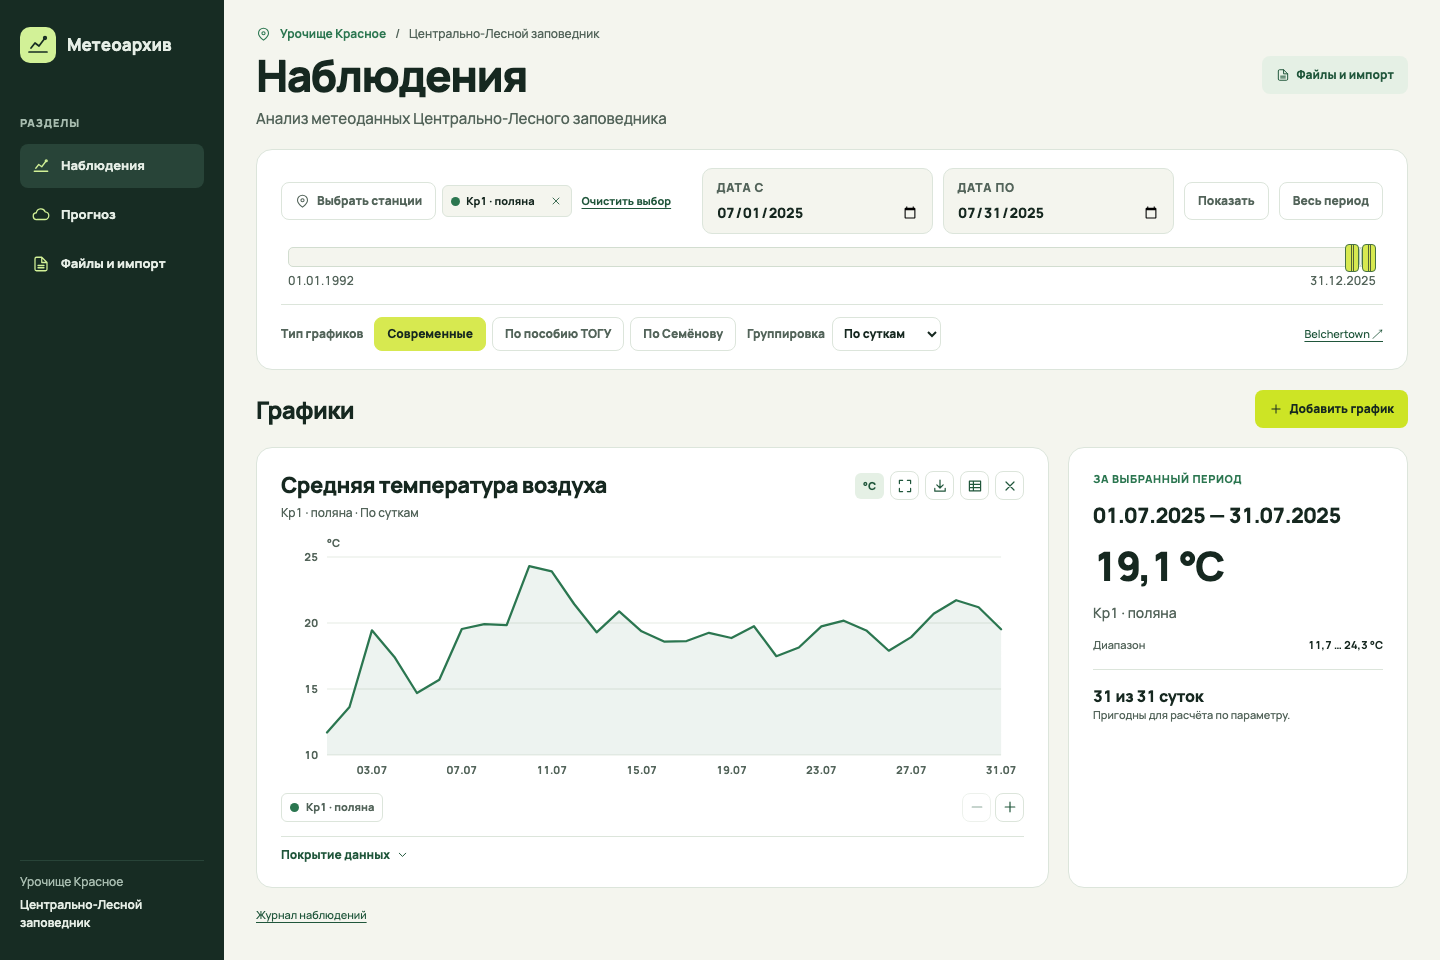 Метеоархив
РАЗДЕЛЫ
Наблюдения
Прогноз
Файлы и импорт
Урочище Красное
Центрально-Лесной
заповедник
Урочище Красное / Центрально-Лесной заповедник
Наблюдения
Файлы и импорт
Анализ метеоданных Центрально-Лесного заповедника
Выбрать станции
Кр1 · поляна
Очистить выбор
ДАТА С
07/01/2025
ДАТА ПО
07/31/2025
Показать
Весь период
01.01.1992
31.12.2025
Тип графиков
Современные
По пособию ТОГУ
По Семёнову
Группировка
По суткам
Belchertown ↗
Графики
Добавить график
Средняя температура воздуха
°C
Кр1 · поляна · По суткам
°C
25
20
15
10
03.07 07.07 11.07 15.07 19.07 23.07 27.07 31.07
Кр1 · поляна
Покрытие данных
ЗА ВЫБРАННЫЙ ПЕРИОД
01.07.2025 — 31.07.2025
19,1 °C
Кр1 · поляна
Диапазон
11,7 … 24,3 °C
31 из 31 суток
Пригодны для расчёта по параметру.
Журнал наблюдений